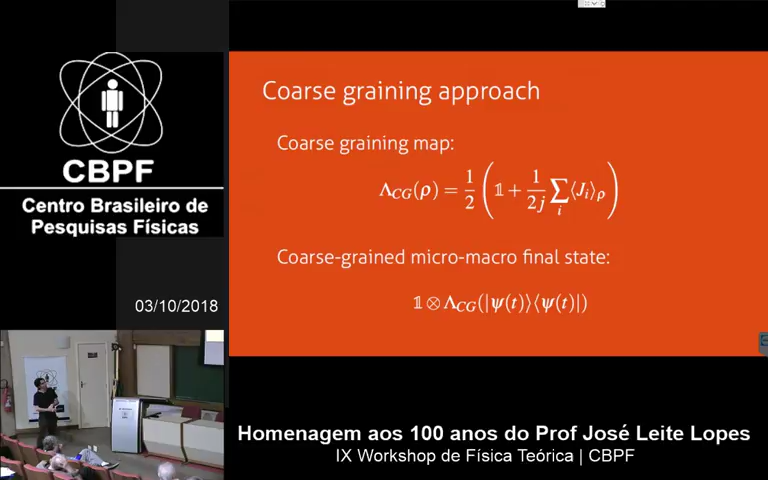 Coarse graining approach
Coarse graining map:
Λ_CG(ρ) = 1/2 (𝟙 + 1/2j ∑_i ⟨J_i⟩_ρ)
Coarse-grained micro-macro final state:
𝟙 ⊗ Λ_CG(|ψ(t)⟩⟨ψ(t)|)
CBPF
Centro Brasileiro de
Pesquisas Físicas
03/10/2018
Homenagem aos 100 anos do Prof José Leite Lopes
IX Workshop de Física Teórica | CBPF